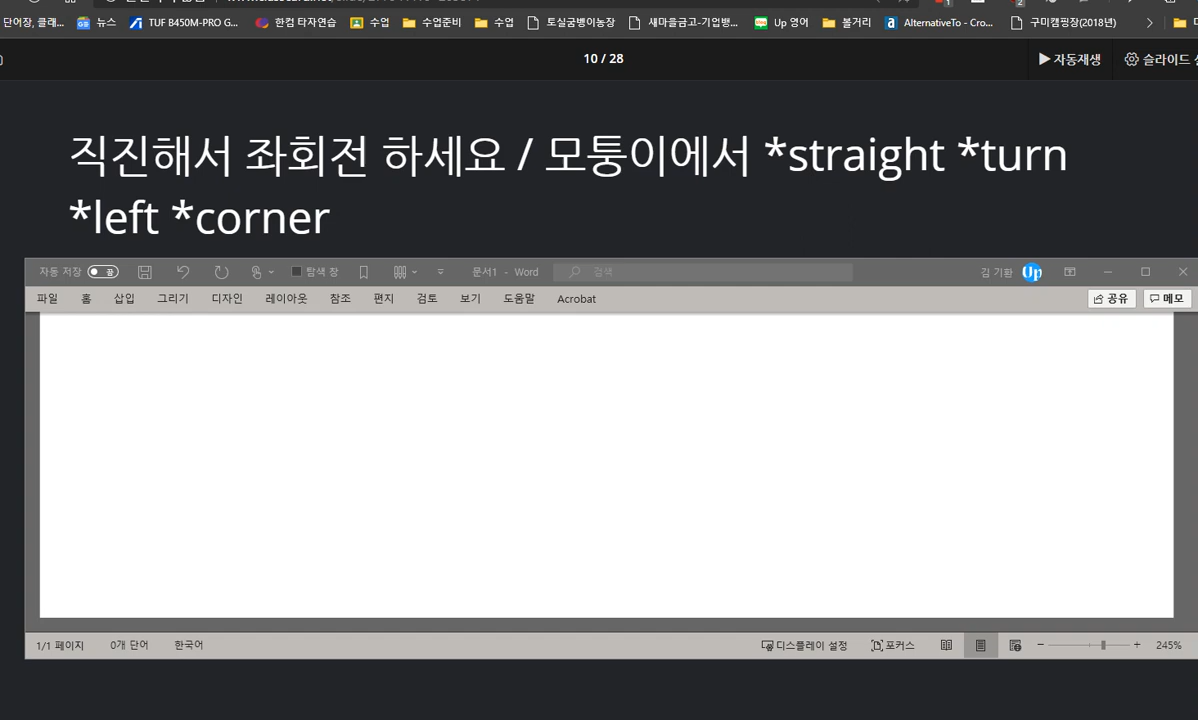 단어장, 클래... 뉴스 TUF B450M-PRO G... 한컴 타자연습 수업 수업준비 수업 토실굼벵이농장 새마을금고-기업뱅... Up 영어 볼거리 AlternativeTo - Cro... 구미캠핑장(2018년)
10 / 28 자동재생 슬라이드
직진해서 좌회전 하세요 / 모퉁이에서 *straight *turn
*left *corner
자동 저장 끔 탐색 창 문서1 - Word 검색 김 기환 Up
파일 홈 삽입 그리기 디자인 레이아웃 참조 편지 검토 보기 도움말 Acrobat 공유 메모
1/1 페이지 0개 단어 한국어 디스플레이 설정 포커스 245%